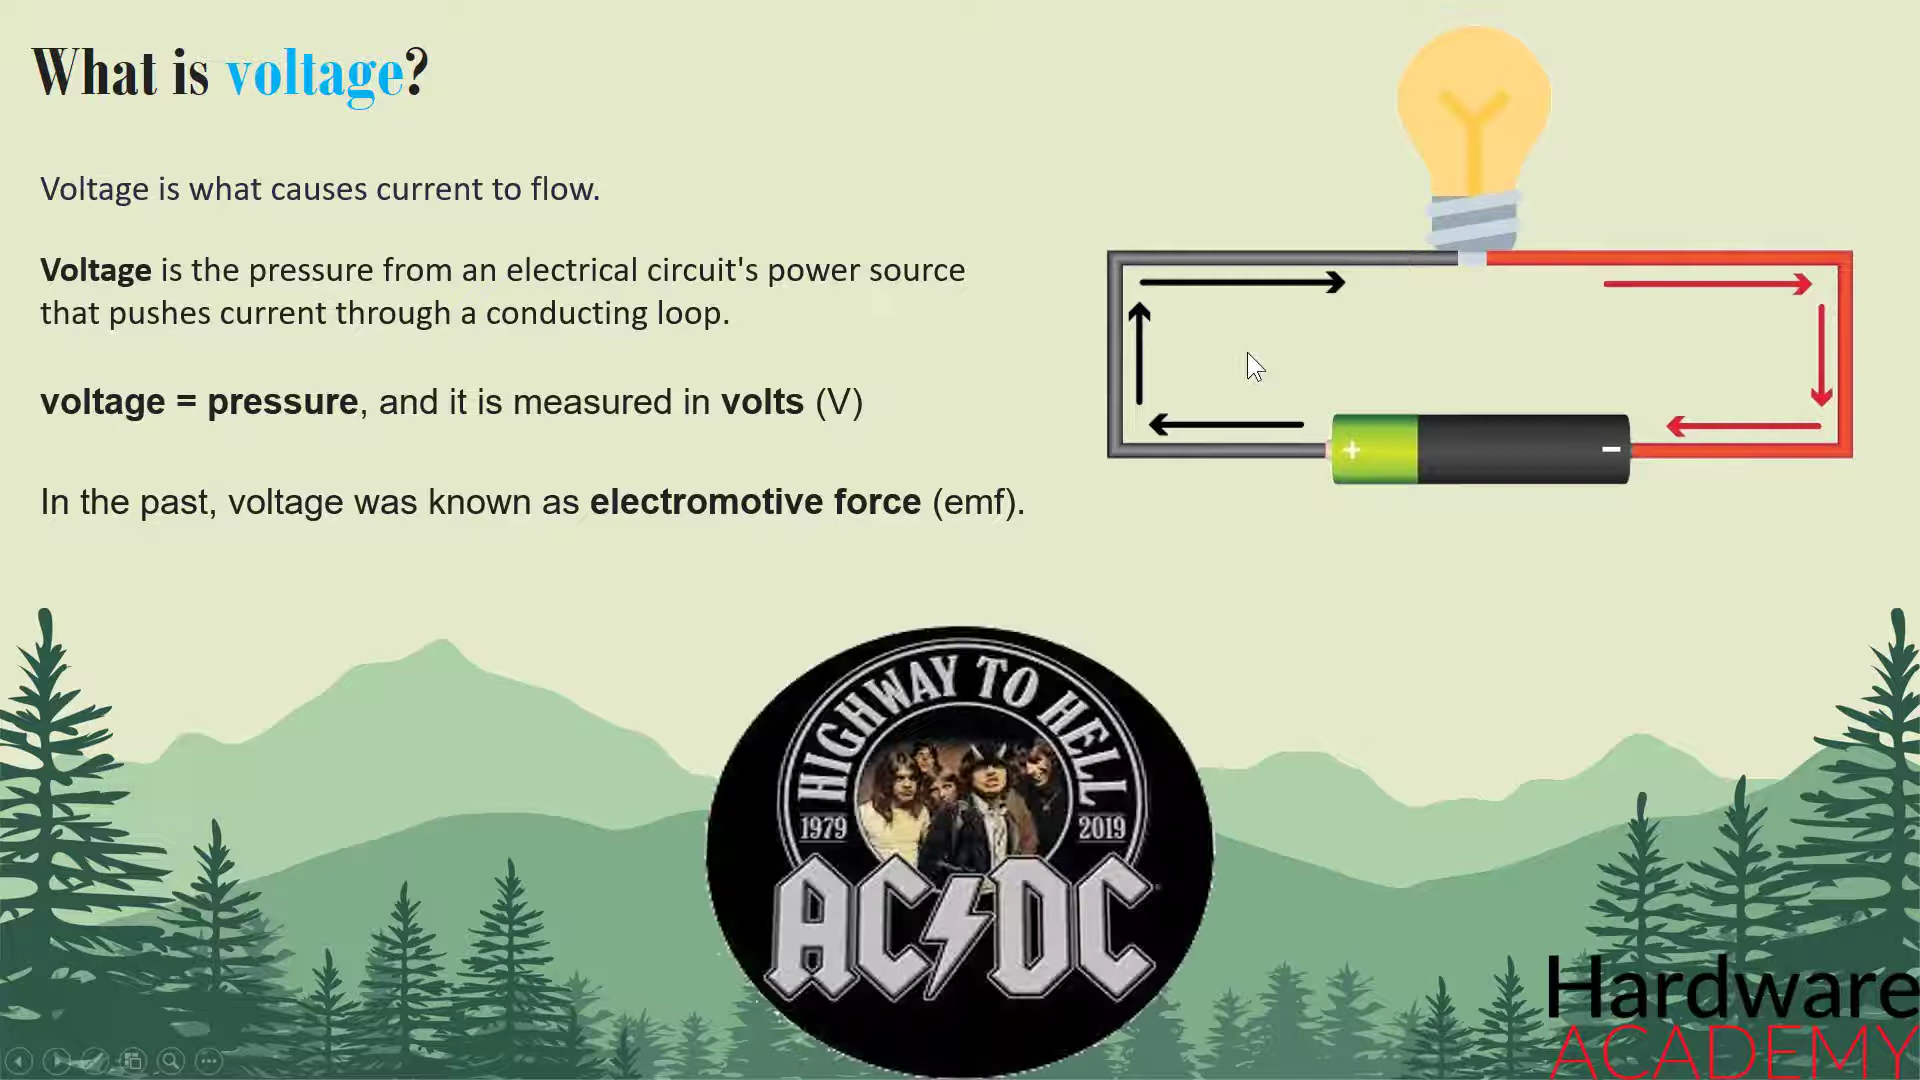 What is voltage?
Voltage is what causes current to flow.
Voltage is the pressure from an electrical circuit's power source
that pushes current through a conducting loop.
voltage = pressure, and it is measured in volts (V)
In the past, voltage was known as electromotive force (emf).
+ −
HIGHWAY TO HELL
1979 2019
AC DC
Hardware
ACADEMY